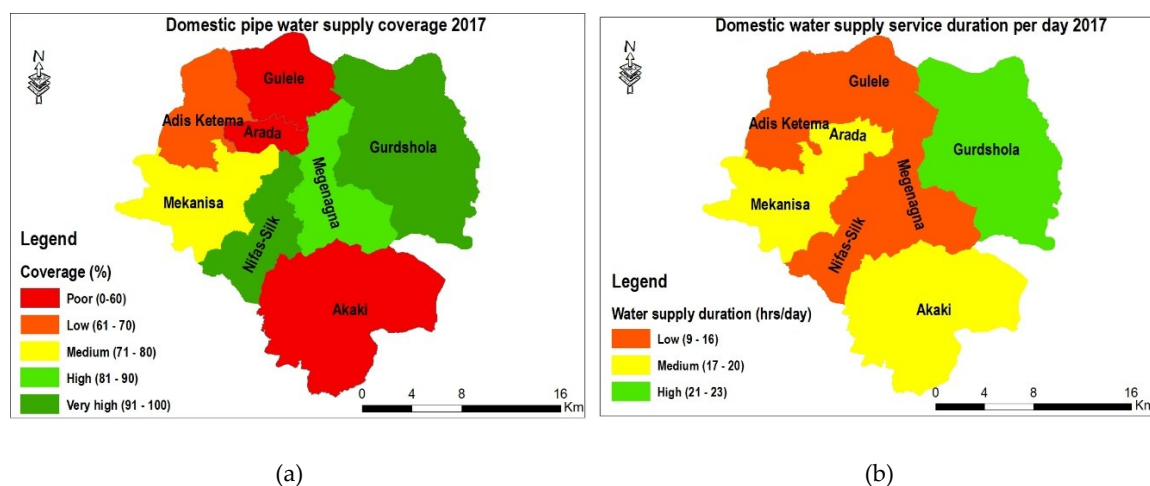 Domestic pipe water supply coverage 2017
N
Gulele
Adis Ketema
Arada
Gurdshola
Megenagna
Mekanisa
Nifas-Silk
Akaki
Legend
Coverage (%)
Poor (0-60)
Low (61 - 70)
Medium (71 - 80)
High (81 - 90)
Very high (91 - 100)
0 4 8 16
Km
(a)
Domestic water supply service duration per day 2017
N
Gulele
Adis Ketema
Arada
Gurdshola
Megenagna
Mekanisa
Nifas-Silk
Akaki
Legend
Water supply duration (hrs/day)
Low (9 - 16)
Medium (17 - 20)
High (21 - 23)
0 4 8 16
Km
(b)